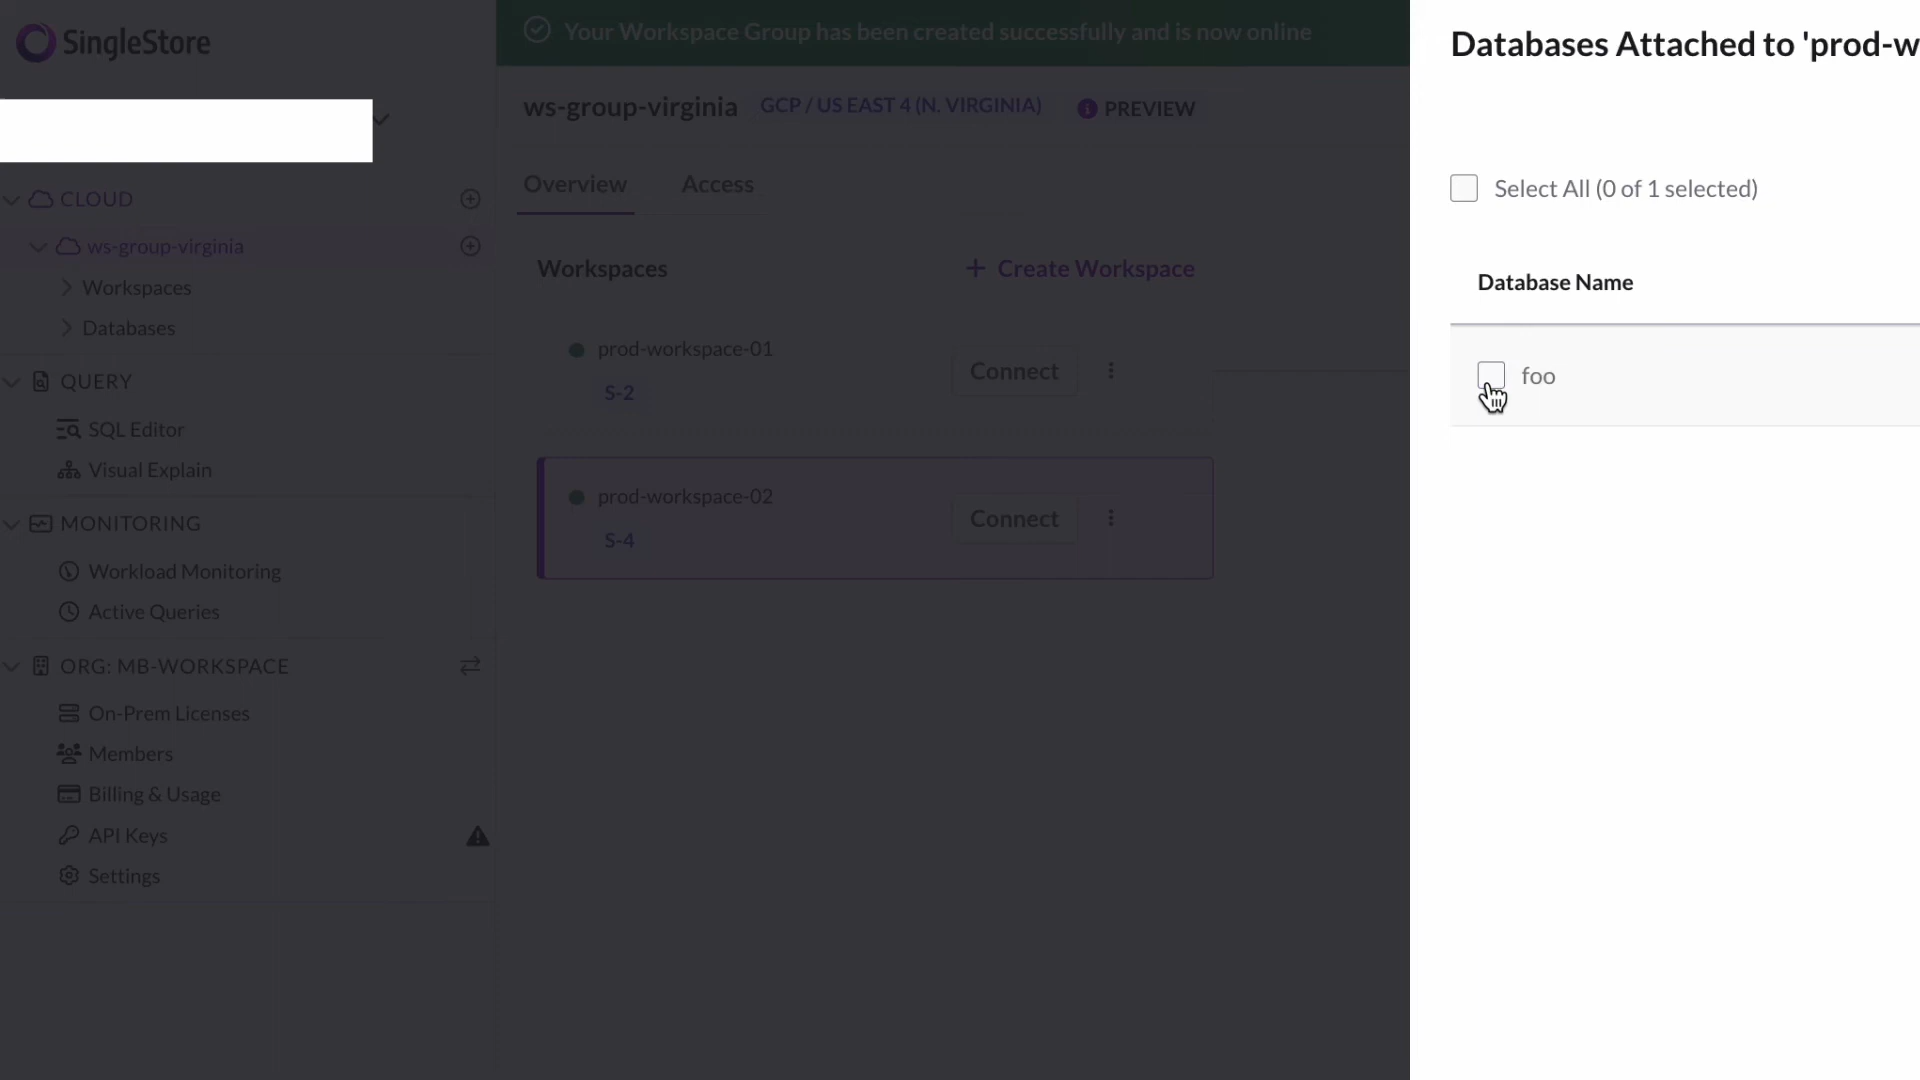 SingleStore
CLOUD
ws-group-virginia
Workspaces
Databases
QUERY
SQL Editor
Visual Explain
MONITORING
Workload Monitoring
Active Queries
ORG: MB-WORKSPACE
On-Prem Licenses
Members
Billing & Usage
API Keys
Settings
Your Workspace Group has been created successfully and is now online
ws-group-virginia GCP / US EAST 4 (N. VIRGINIA) PREVIEW
Overview Access
Workspaces + Create Workspace
prod-workspace-01
S-2
Connect
prod-workspace-02
S-4
Connect
Databases Attached to 'prod-w
Select All (0 of 1 selected)
Database Name
foo